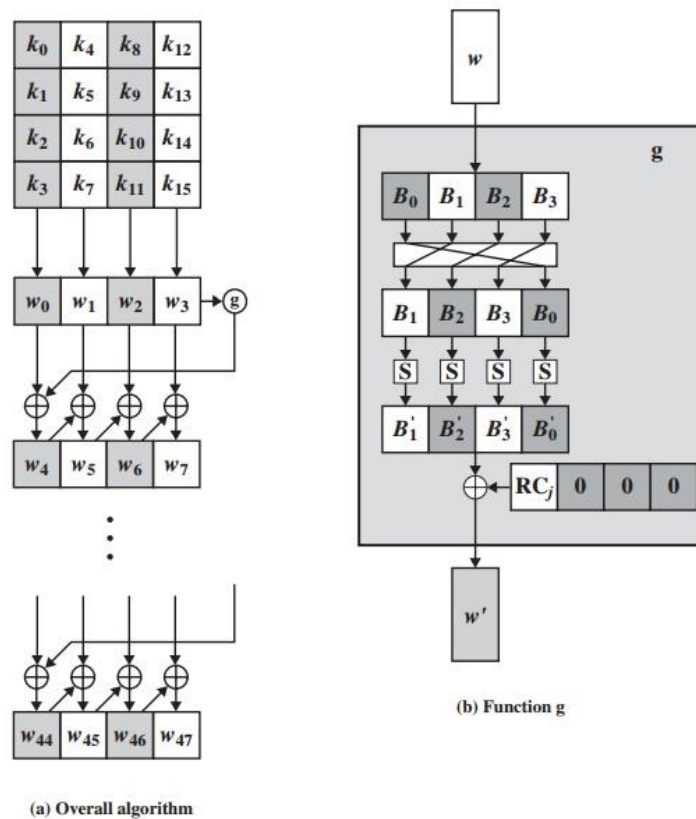 k0 k4 k8 k12
k1 k5 k9 k13
k2 k6 k10 k14
k3 k7 k11 k15
w0 w1 w2 w3 g
w4 w5 w6 w7
w44 w45 w46 w47
(a) Overall algorithm
w
g
B0 B1 B2 B3
B1 B2 B3 B0
S S S S
B'1 B'2 B'3 B'0
RCj 0 0 0
w'
(b) Function g